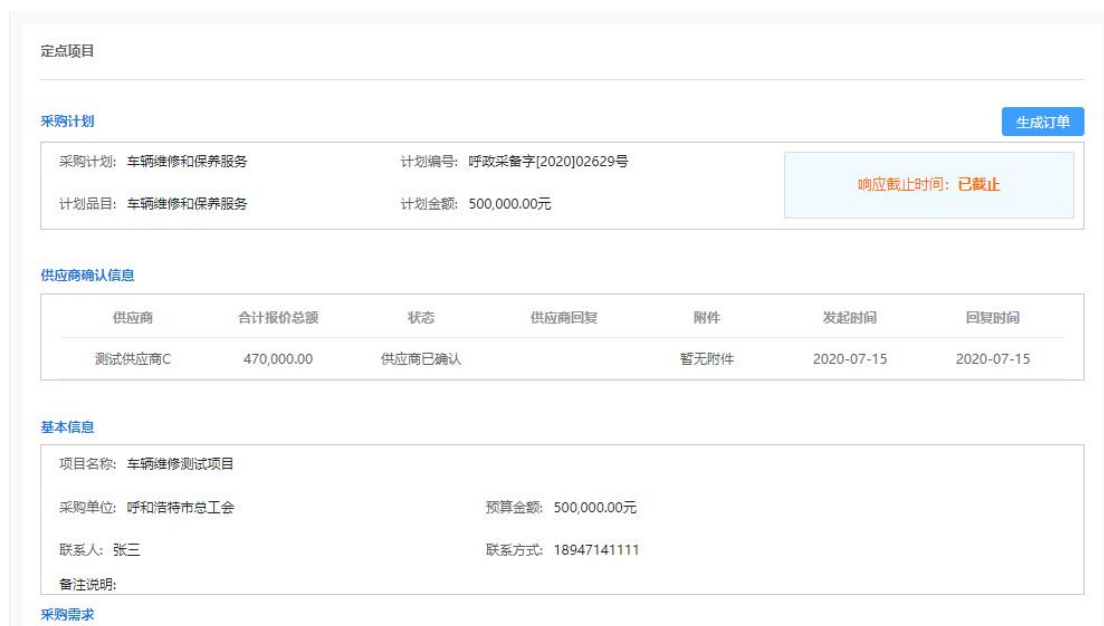 定点项目
采购计划 生成订单
采购计划: 车辆维修和保养服务 计划编号: 呼政采备字[2020]02629号
响应截止时间: 已截止
计划品目: 车辆维修和保养服务 计划金额: 500,000.00元
供应商确认信息
供应商 合计报价总额 状态 供应商回复 附件 发起时间 回复时间
测试供应商C 470,000.00 供应商已确认 暂无附件 2020-07-15 2020-07-15
基本信息
项目名称: 车辆维修测试项目
采购单位: 呼和浩特市总工会 预算金额: 500,000.00元
联系人: 张三 联系方式: 18947141111
备注说明:
采购需求